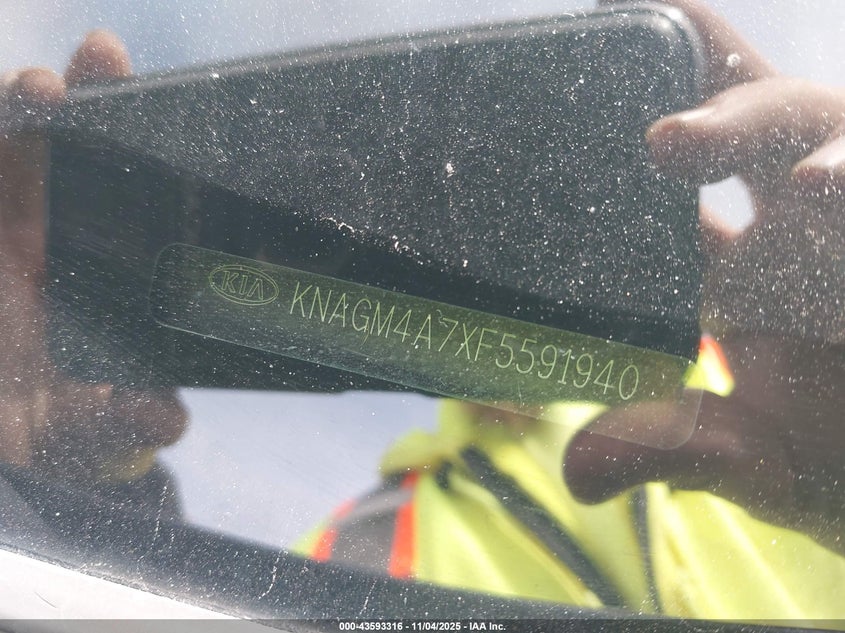 KIA KNAGM4A7XF5591940
000-43593316 - 11/04/2025 - IAA Inc.